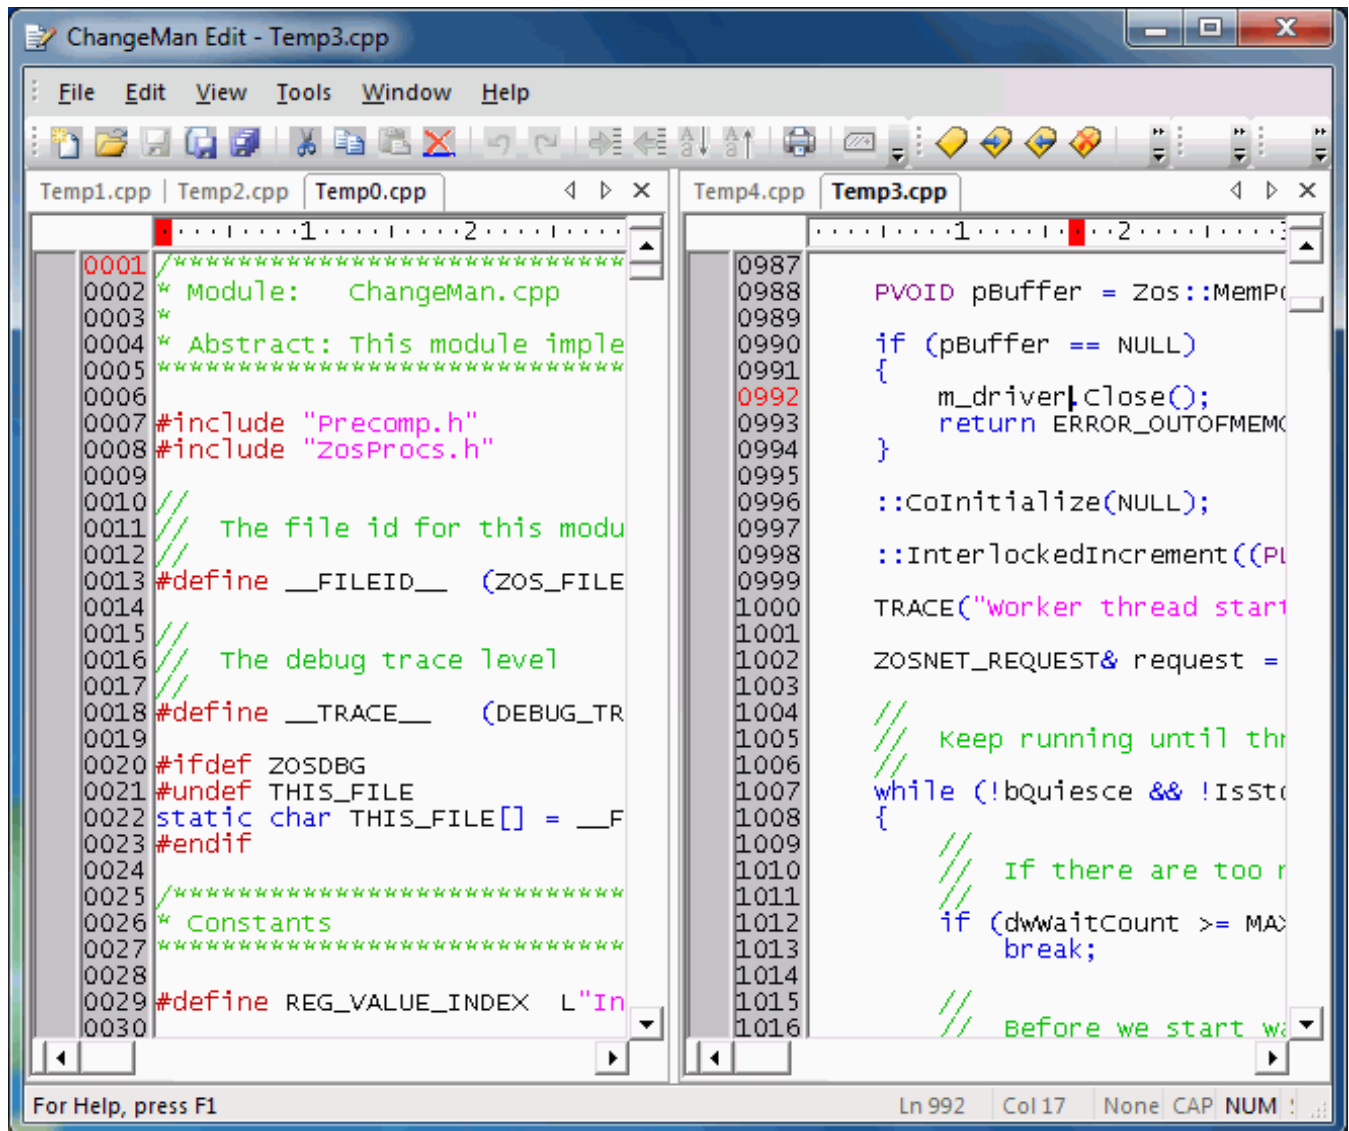 ChangeMan Edit - Temp3.cpp
File Edit View Tools Window Help
Temp1.cpp Temp2.cpp Temp0.cpp
1 2
0001 /*****************************
0002 * Module:   ChangeMan.cpp
0003 *
0004 * Abstract: This module imple
0005 *****************************
0006
0007 #include "Precomp.h"
0008 #include "ZosProcs.h"
0009
0010 //
0011 //  The file id for this modu
0012 //
0013 #define __FILEID__  (ZOS_FILE
0014
0015 //
0016 //  The debug trace level
0017 //
0018 #define __TRACE__   (DEBUG_TR
0019
0020 #ifdef ZOSDBG
0021 #undef THIS_FILE
0022 static char THIS_FILE[] = __F
0023 #endif
0024
0025 /*****************************
0026 * Constants
0027 *****************************
0028
0029 #define REG_VALUE_INDEX  L"In
0030
Temp4.cpp Temp3.cpp
1 2
0987
0988 PVOID pBuffer = Zos::MemP
0989
0990 if (pBuffer == NULL)
0991 {
0992     m_driver.Close();
0993     return ERROR_OUTOFMEM
0994 }
0995
0996 ::CoInitialize(NULL);
0997
0998 ::InterlockedIncrement((P
0999
1000 TRACE("Worker thread star
1001
1002 ZOSNET_REQUEST& request =
1003
1004 //
1005 //  Keep running until th
1006 //
1007 while (!bQuiesce && !IsSt
1008 {
1009     //
1010     //  If there are too
1011     //
1012     if (dwWaitCount >= MA
1013         break;
1014
1015     //
1016     //  Before we start w
For Help, press F1
Ln 992 Col 17 None CAP NUM